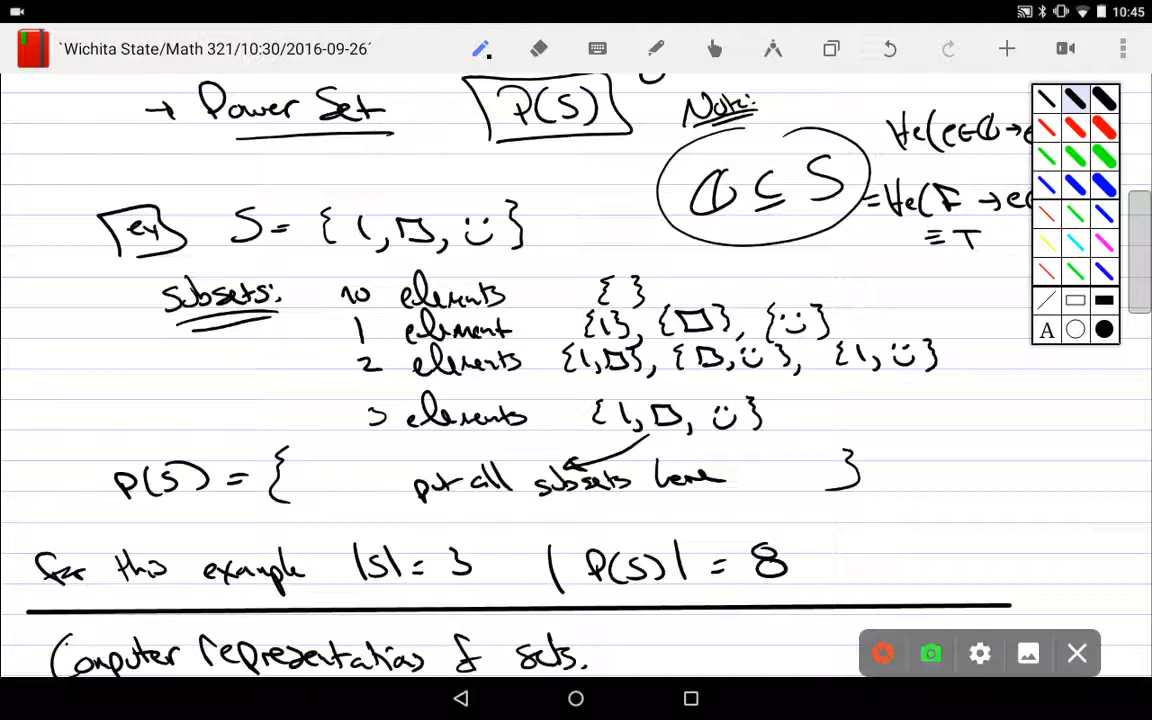 10:45
`Wichita State/Math 321/10:30/2016-09-26´
→ Power Set P(S) Note:
∀e(e∈∅→e
∅ ⊆ S
≡∀e(F →e(
≡ T
ex S = { 1, □, ☺ }
subsets: no elements { }
1 element {1}, {□}, {☺}
2 elements {1,□}, {□,☺}, {1,☺}
3 elements {1, □, ☺}
P(S) = { put all subsets here }
for this example |S| = 3 |P(S)| = 8
Computer representations of sets.
A